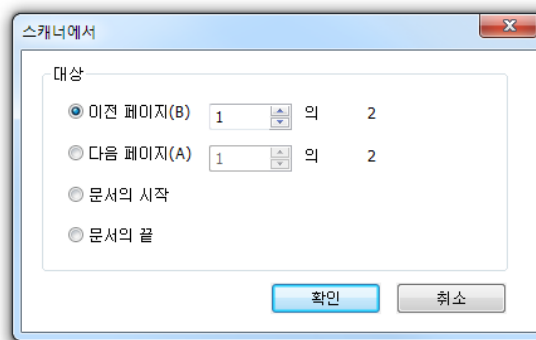 스캐너에서
대상
이전 페이지(B) 1 의 2
다음 페이지(A) 1 의 2
문서의 시작
문서의 끝
확인 취소